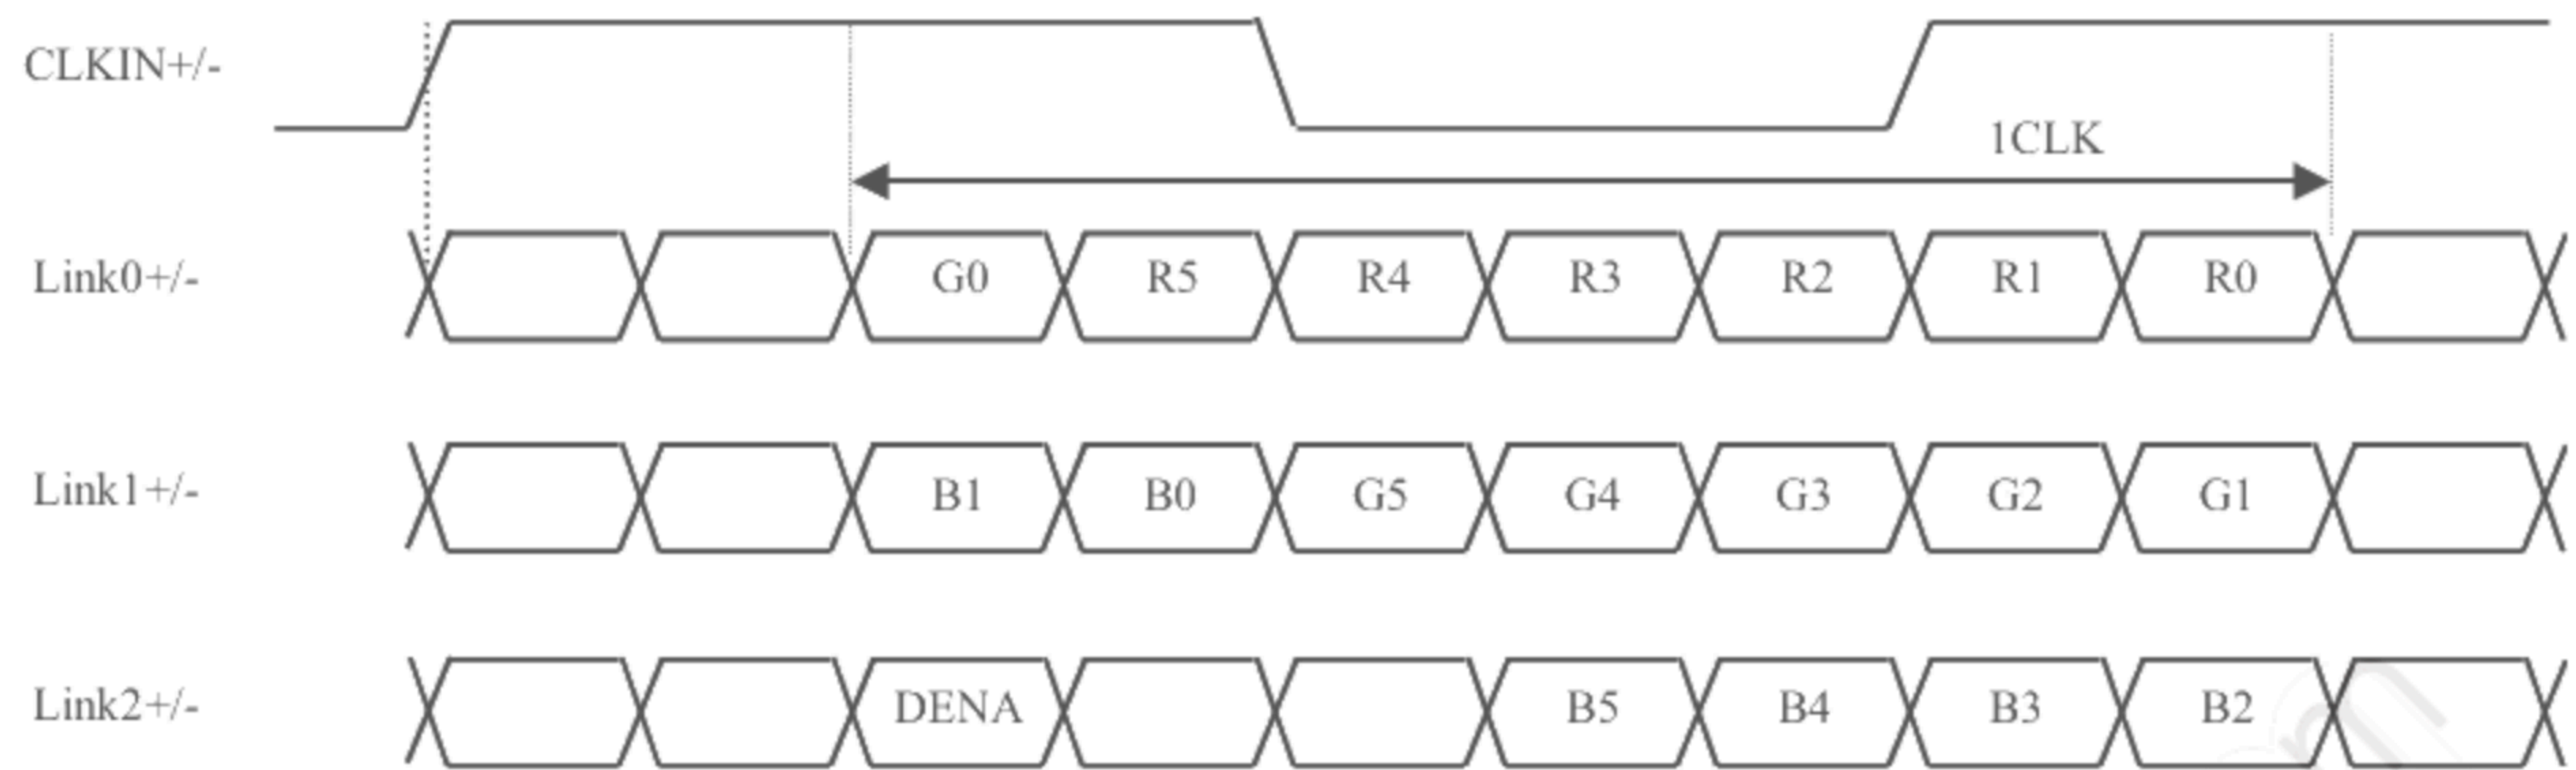 CLKIN+/-
1CLK
Link0+/- G0 R5 R4 R3 R2 R1 R0
Link1+/- B1 B0 G5 G4 G3 G2 G1
Link2+/- DENA B5 B4 B3 B2